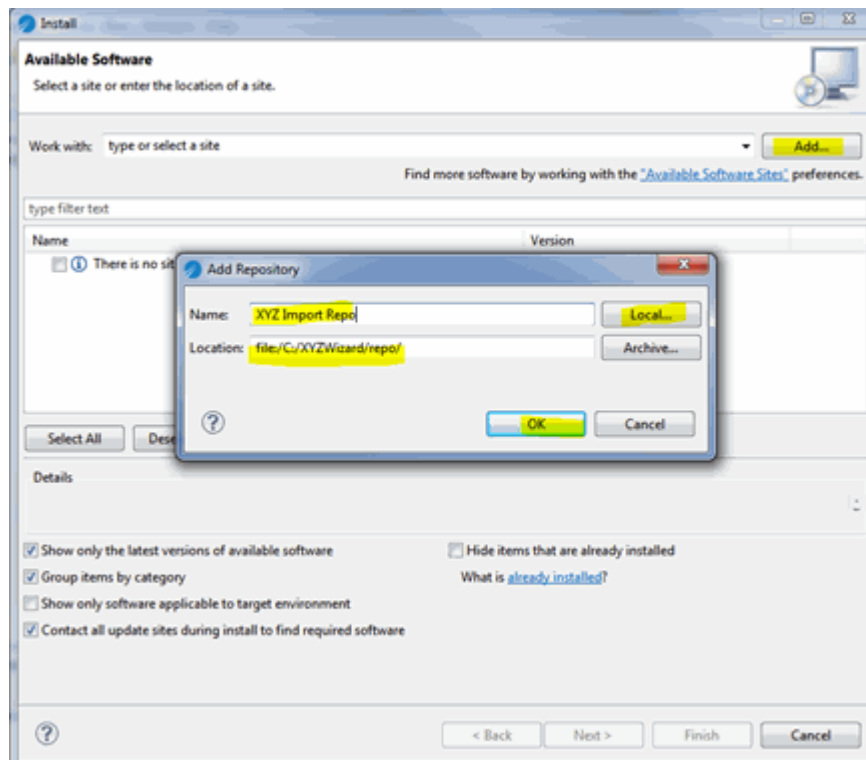 Install
Available Software
Select a site or enter the location of a site.
Work with: type or select a site Add...
Find more software by working with the "Available Software Sites" preferences.
type filter text
Name Version
There is no sit
Add Repository
Name: XYZ Import Repo Local...
Location: file:/C:/XYZWizard/repo/ Archive...
OK Cancel
Select All Dese
Details
Show only the latest versions of available software
Hide items that are already installed
Group items by category
What is already installed?
Show only software applicable to target environment
Contact all update sites during install to find required software
< Back Next > Finish Cancel